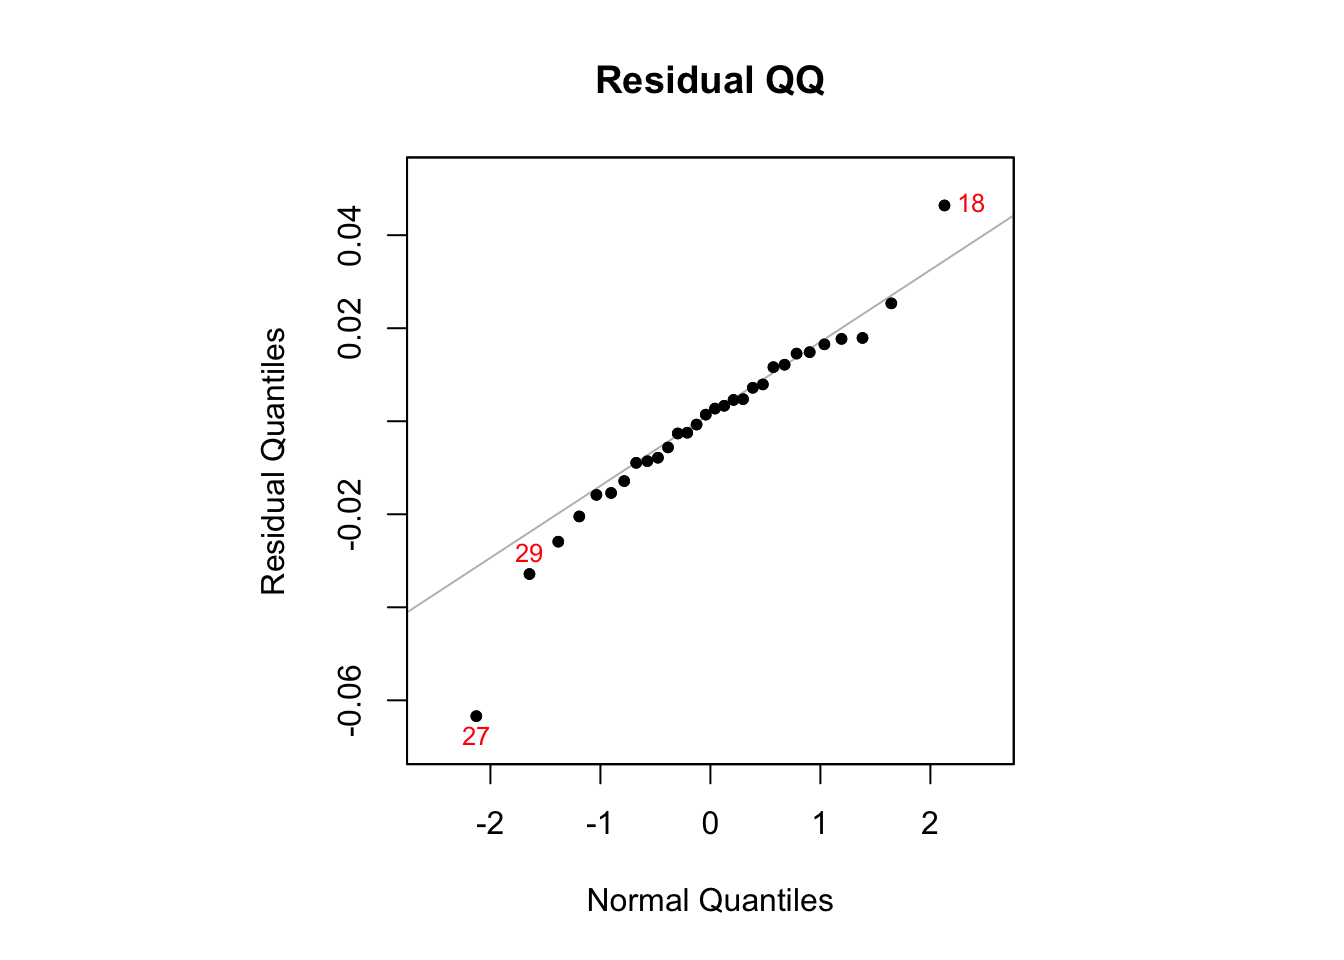 Residual QQ
Residual Quantiles
0.04
0.02
-0.02
-0.06
18
29
27
-2 -1 0 1 2
Normal Quantiles